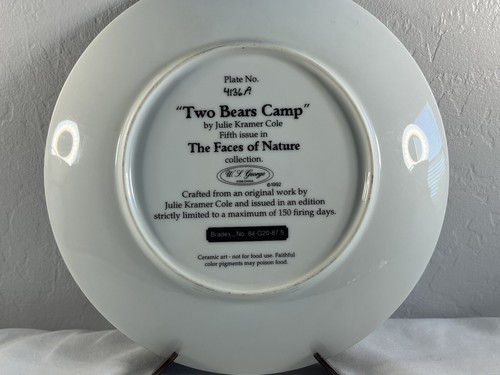 Plate No.
4136A
"Two Bears Camp"
by Julie Kramer Cole
Fifth issue in
The Faces of Nature
collection.
W. L. George
©1992
Crafted from an original work by
Julie Kramer Cole and issued in an edition
strictly limited to a maximum of 150 firing days.
Bradex, No. 84-G20-87.5
Ceramic art - not for food use. Faithful
color pigments may poison food.